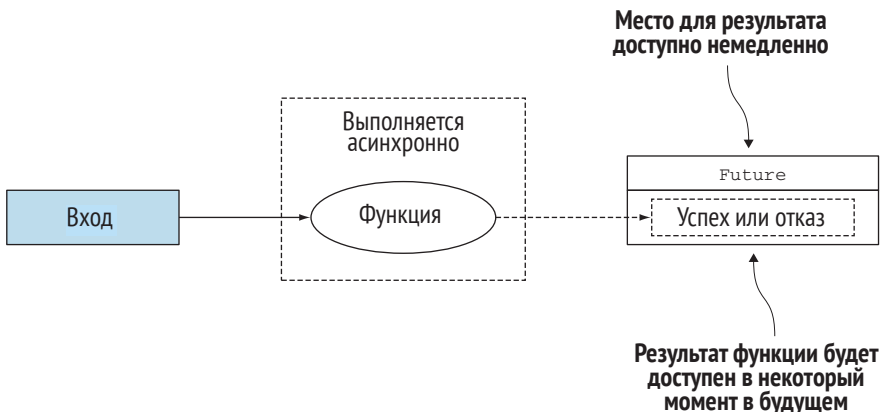 Место для результата
доступно немедленно
Выполняется
асинхронно
Future
Вход
Функция
Успех или отказ
Результат функции будет
доступен в некоторый
момент в будущем